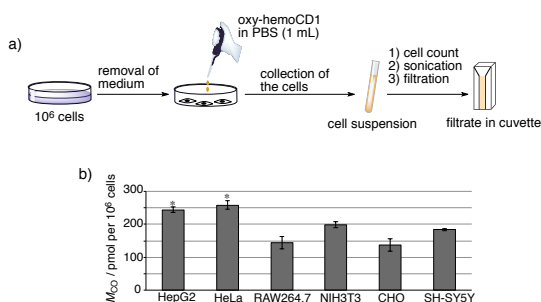 a)
oxy-hemoCD1
in PBS (1 mL)
removal of
medium
collection of
the cells
1) cell count
2) sonication
3) filtration
10⁶ cells
cell suspension
filtrate in cuvette
b)
M_CO / pmol per 10⁶ cells
300
200
100
0
*
*
HepG2 HeLa RAW264.7 NIH3T3 CHO SH-SY5Y